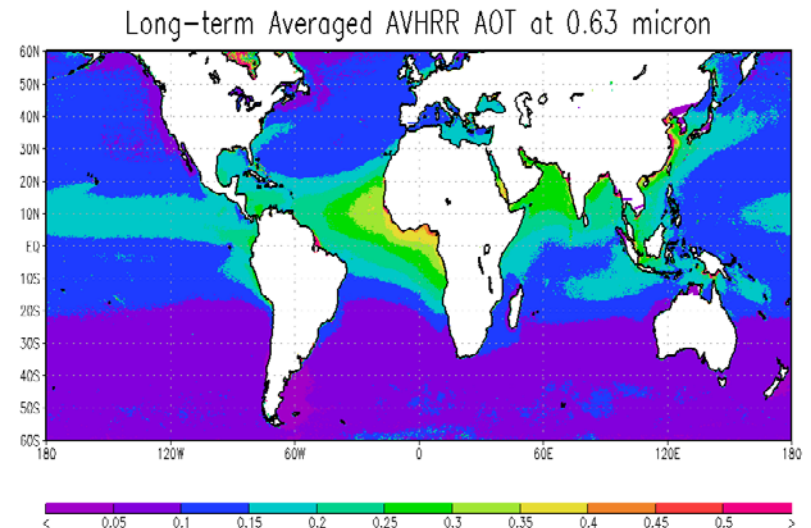 Long-term Averaged AVHRR AOT at 0.63 micron
60N
50N
40N
30N
20N
10N
EQ
10S
20S
30S
40S
50S
60S
180 120W 60W 0 60E 120E 180
< 0.05 0.1 0.15 0.2 0.25 0.3 0.35 0.4 0.45 0.5 >